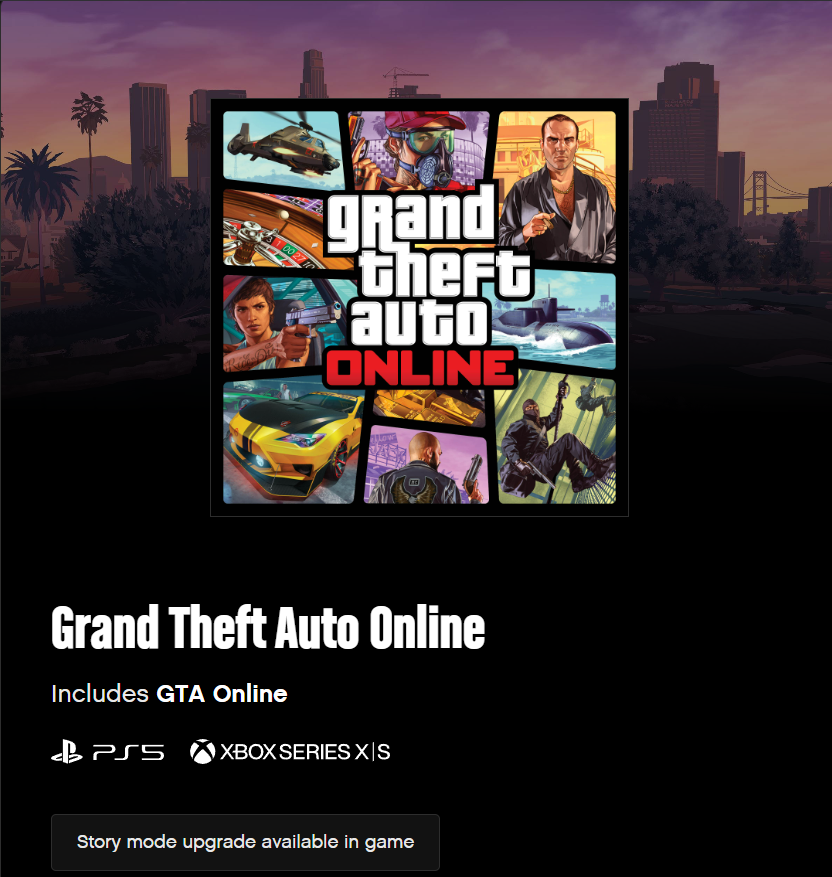 grand
theft
auto
ONLINE
Grand Theft Auto Online
Includes GTA Online
PS5 XBOX SERIES X|S
Story mode upgrade available in game